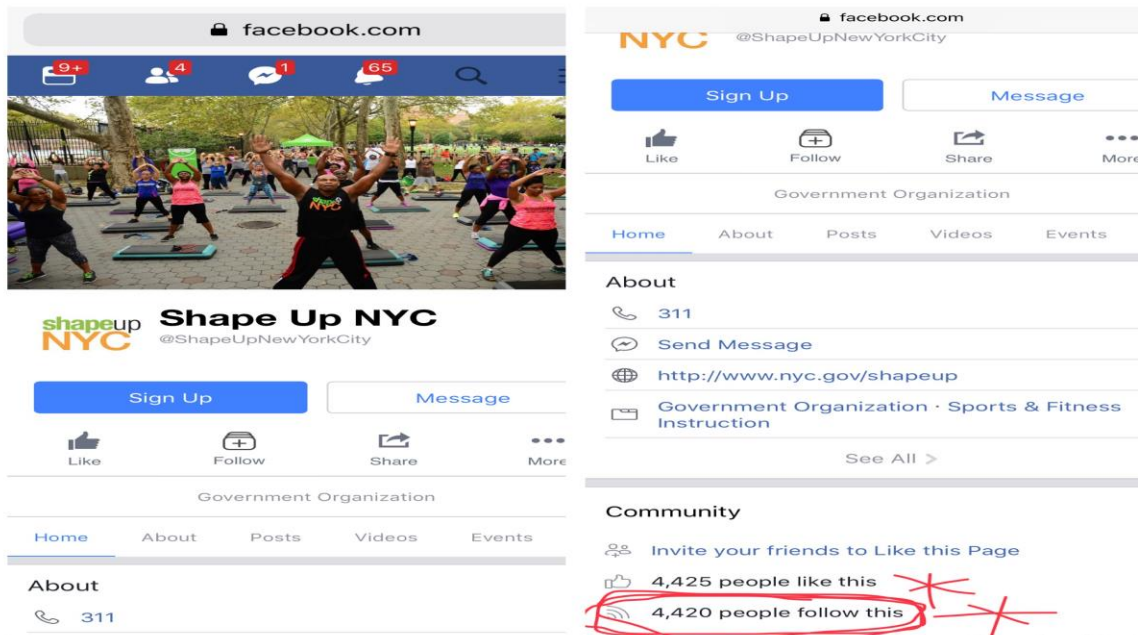 facebook.com
9+ 4 1 65
shapeup
NYC
Shape Up NYC
@ShapeUpNewYorkCity
Sign Up Message
Like Follow Share More
Government Organization
Home About Posts Videos Events
About
311
facebook.com
NYC @ShapeUpNewYorkCity
Sign Up Message
Like Follow Share More
Government Organization
Home About Posts Videos Events
About
311
Send Message
http://www.nyc.gov/shapeup
Government Organization · Sports & Fitness
Instruction
See All >
Community
Invite your friends to Like this Page
4,425 people like this
4,420 people follow this